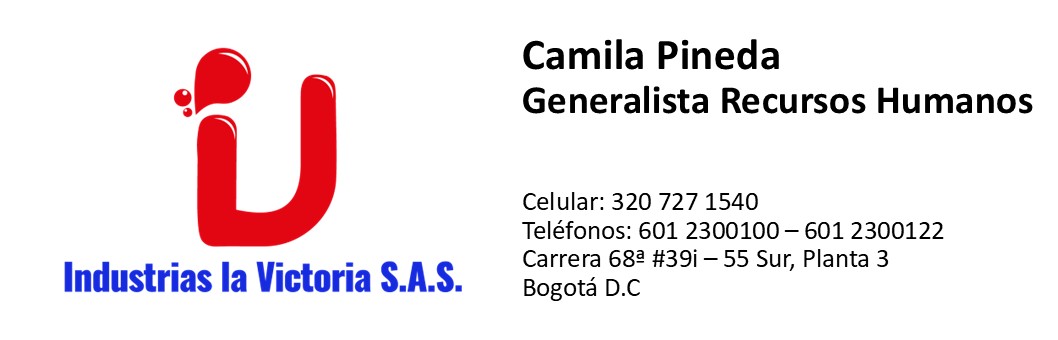 Camila Pineda
Generalista Recursos Humanos
Celular: 320 727 1540
Teléfonos: 601 2300100 – 601 2300122
Carrera 68ª #39i – 55 Sur, Planta 3
Bogotá D.C
Industrias la Victoria S.A.S.